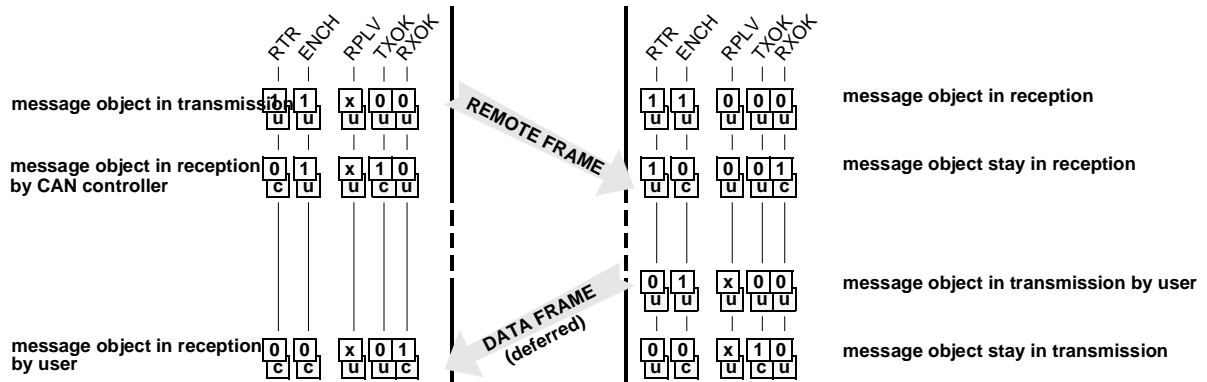 RTR ENCH RPLV TXOK RXOK
RTR ENCH RPLV TXOK RXOK
message object in transmission
1 1 x 0 0
u u u u u
REMOTE FRAME
1 1 0 0 0
u u u u u
message object in reception
message object in reception
by CAN controller
0 1 x 1 0
c u u c u
1 0 0 0 1
u c u u c
message object stay in reception
0 1 x 0 0
u u u u u
message object in transmission by user
DATA FRAME
(deferred)
message object in reception
by user
0 0 x 0 1
c c u u c
0 0 x 1 0
u c u c u
message object stay in transmission